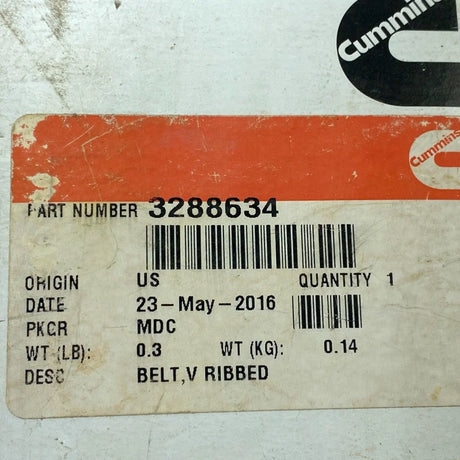 Cummins
Cummins
PART NUMBER 3288634
ORIGIN US QUANTITY 1
DATE 23-May-2016
PKGR MDC
WT (LB): 0.3 WT (KG): 0.14
DESC BELT,V RIBBED